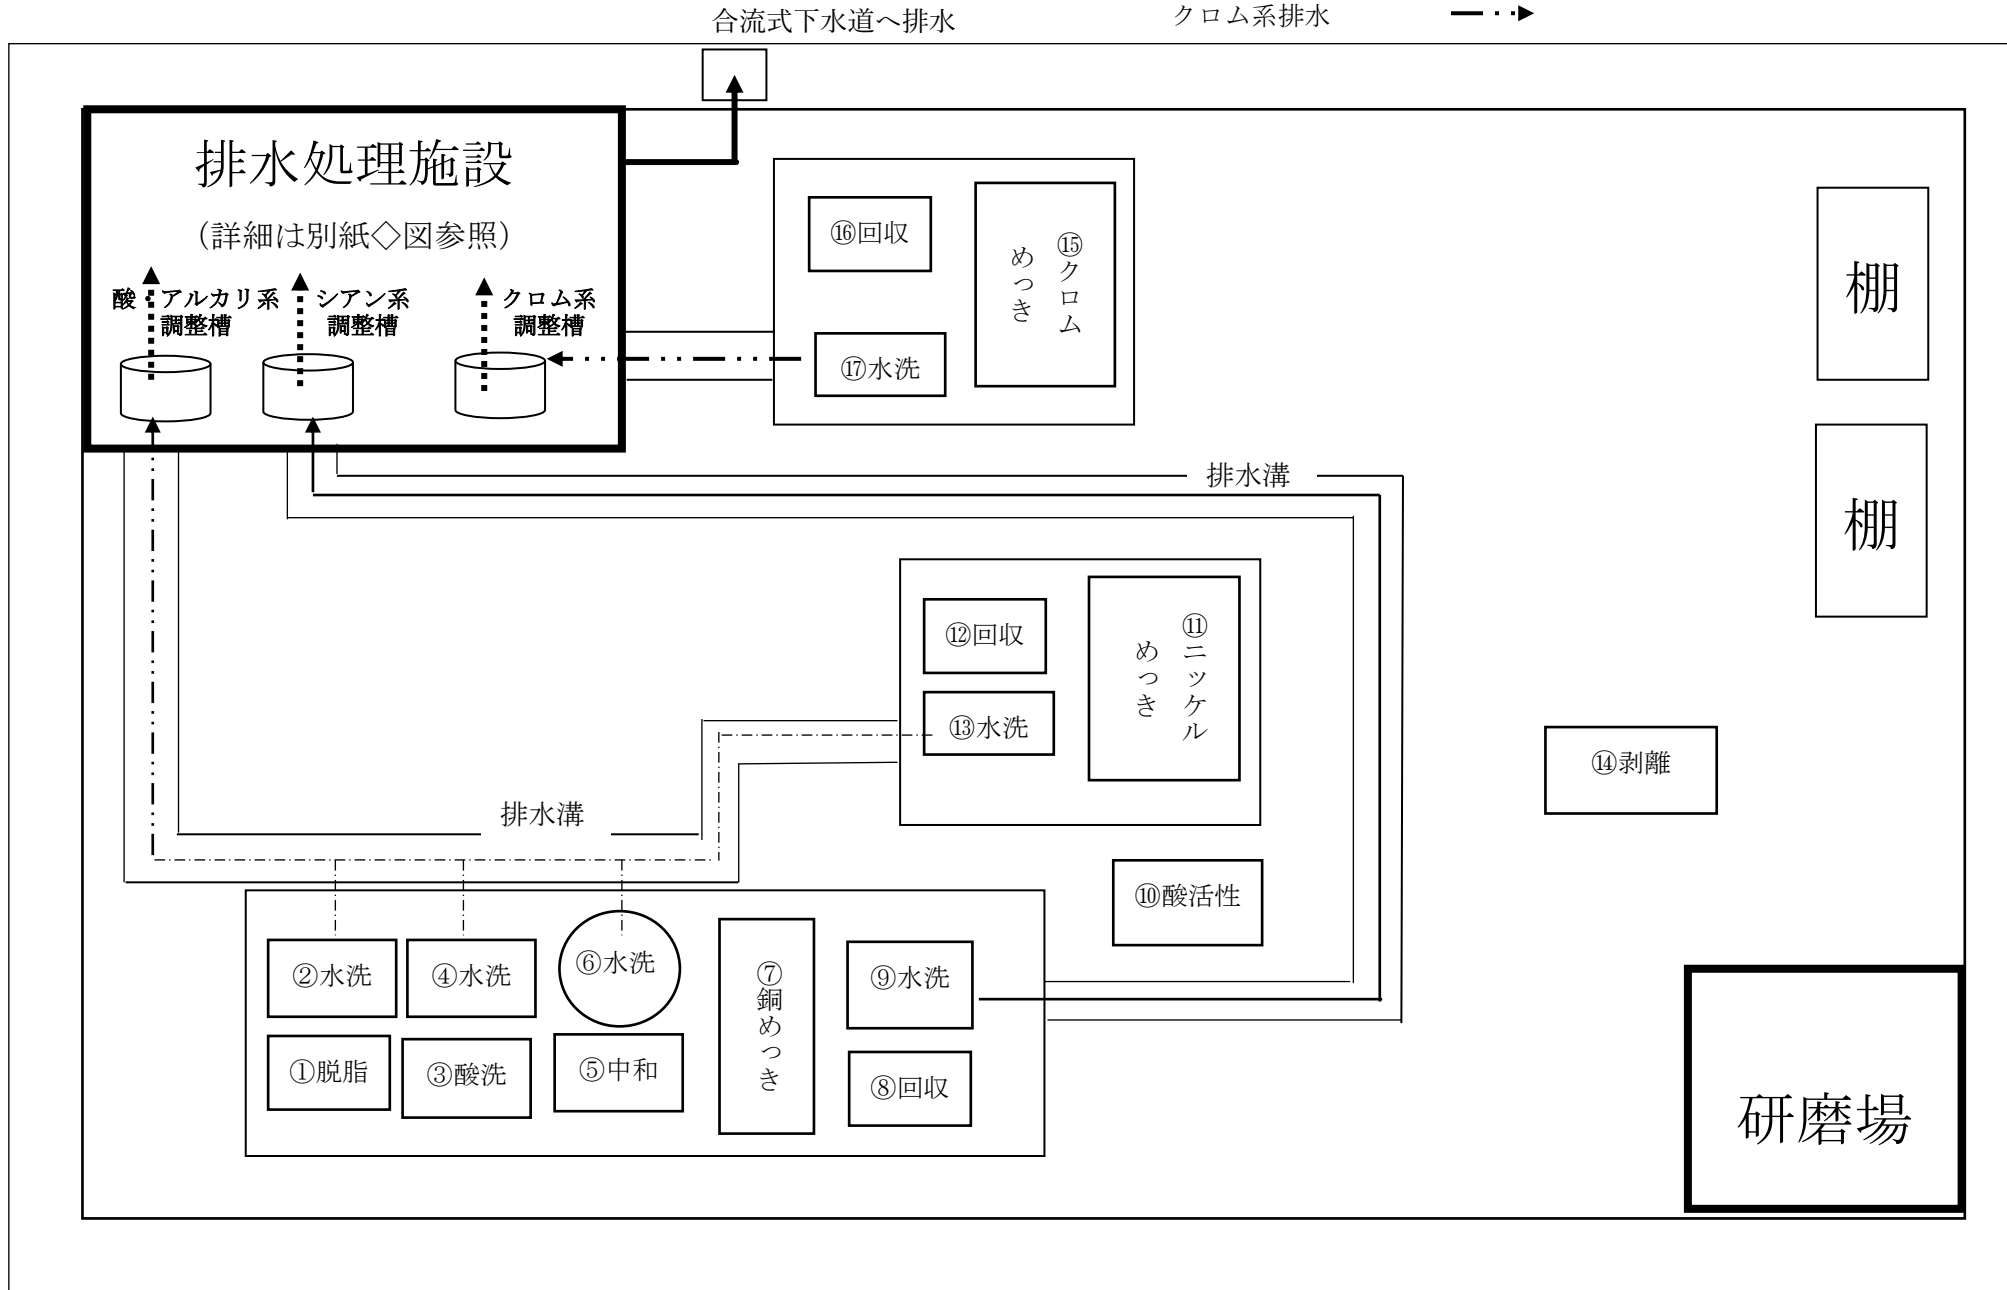 合流式下水道へ排水
クロム系排水
排水処理施設
（詳細は別紙◇図参照）
酸・アルカリ系
調整槽
シアン系
調整槽
クロム系
調整槽
⑯回収
⑮クロム
めっき
⑰水洗
棚
棚
排水溝
⑫回収
⑪ニッケル
めっき
⑬水洗
⑭剥離
排水溝
⑩酸活性
②水洗
④水洗
⑥水洗
⑦銅めっき
⑨水洗
①脱脂
③酸洗
⑤中和
⑧回収
研磨場